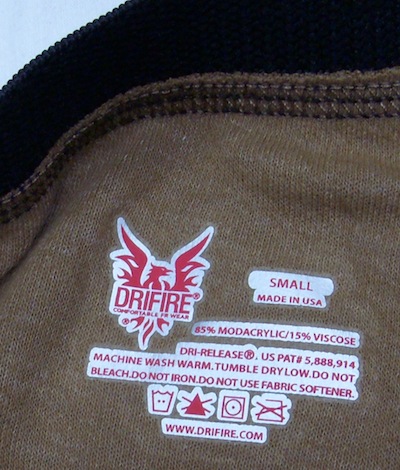 DRIFIRE®
COMFORTABLE FR WEAR
®
SMALL
MADE IN USA
85% MODACRYLIC/15% VISCOSE
DRI-RELEASE®. US PAT# 5,888,914
MACHINE WASH WARM.TUMBLE DRY LOW.DO NOT
BLEACH.DO NOT IRON.DO NOT USE FABRIC SOFTENER.
WWW.DRIFIRE.COM